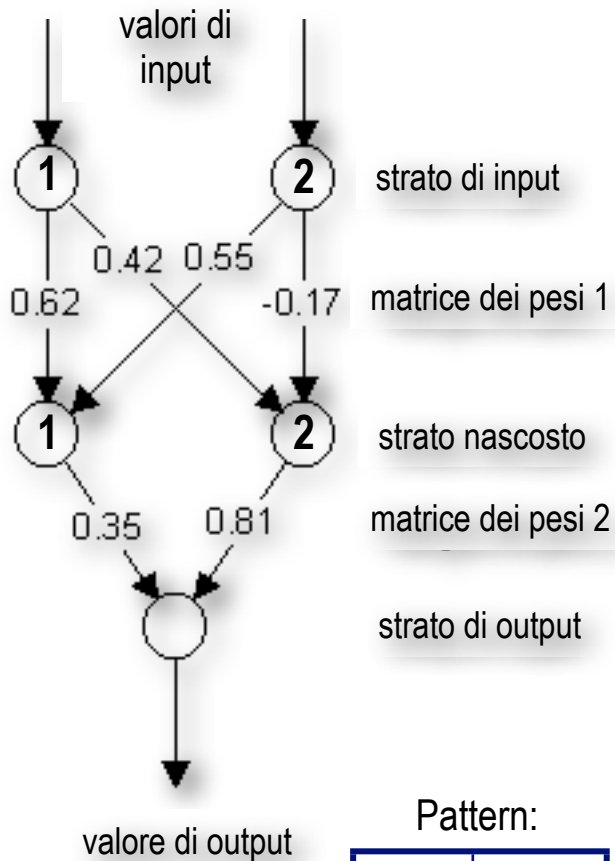 valori di
input
1 2 strato di input
0.42 0.55
0.62 -0.17 matrice dei pesi 1
1 2 strato nascosto
0.35 0.81 matrice dei pesi 2
strato di output
Pattern:
valore di output